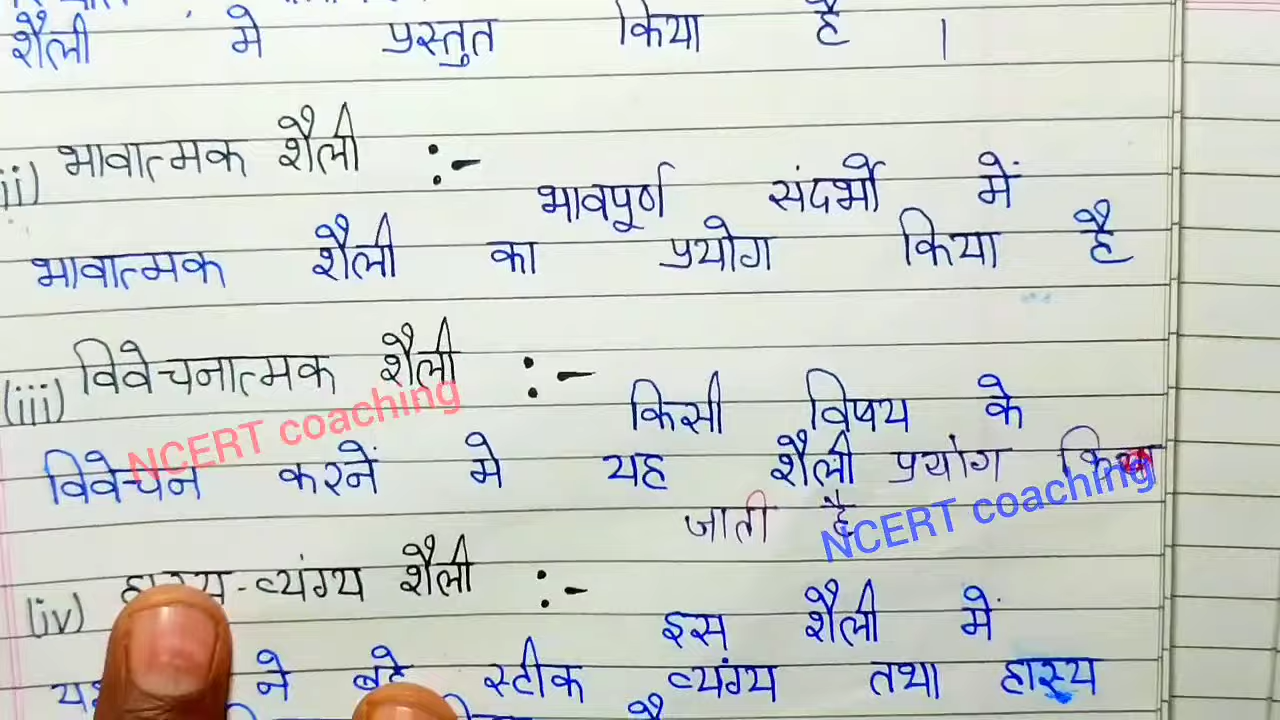 शैली में प्रस्तुत किया है ।
ii) भावात्मक शैली :-
भावपूर्ण संदर्भो में
भावात्मक शैली का प्रयोग किया है
(iii) विवेचनात्मक शैली :-
किसी विषय के
विवेचन करनें मे यह शैली प्रयोग
NCERT coaching
जाती है
NCERT coaching
(iv) हास्य-व्यंग्य शैली :-
इस शैली में
ने बड़े स्टीक व्यंग्य तथा हास्य